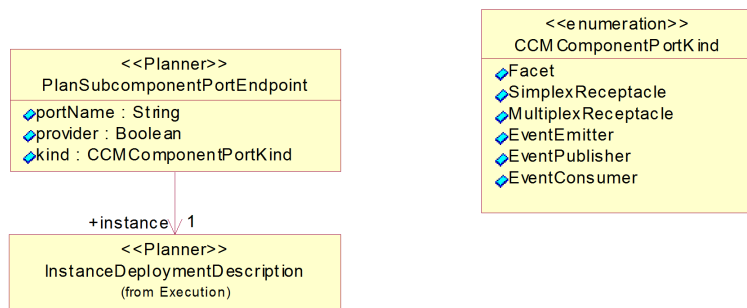 <<Planner>>
PlanSubcomponentPortEndpoint
portName : String
provider : Boolean
kind : CCMComponentPortKind
+instance 1
<<Planner>>
InstanceDeploymentDescription
(from Execution)
<<enumeration>>
CCMComponentPortKind
Facet
SimplexReceptacle
MultiplexReceptacle
EventEmitter
EventPublisher
EventConsumer